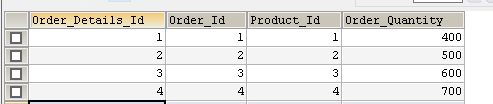 Order_Details_Id Order_Id Product_Id Order_Quantity
1 1 1 400
2 2 2 500
3 3 3 600
4 4 4 700